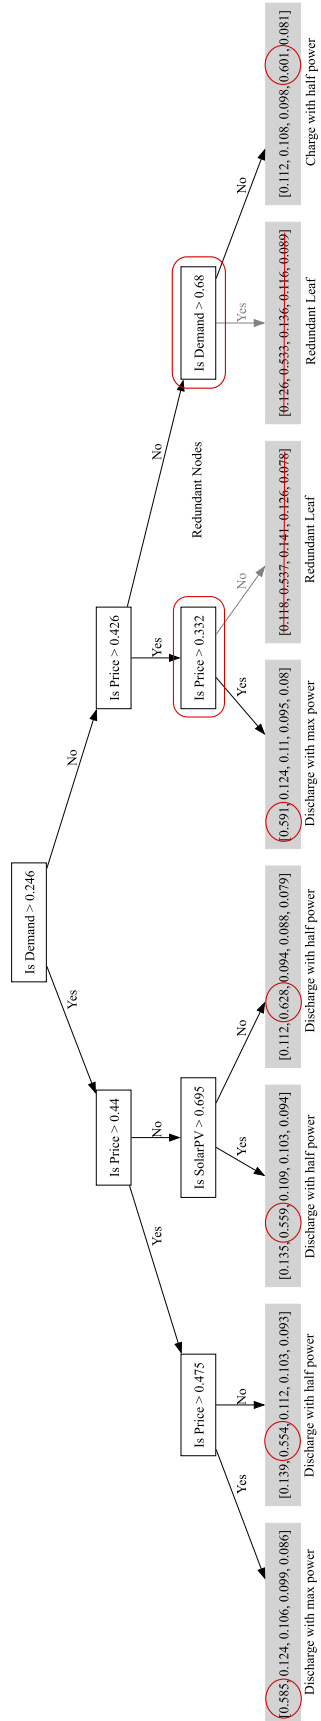 Is Demand > 0.246
Yes
No
Is Price > 0.44
Is Price > 0.426
Yes
No
Yes
No
Is Price > 0.475
Is SolarPV > 0.695
Is Price > 0.332
Redundant Nodes
Is Demand > 0.68
Yes
No
Yes
No
Yes
No
Yes
No
[0.585, 0.124, 0.106, 0.099, 0.086]
[0.139, 0.554, 0.112, 0.103, 0.093]
[0.135, 0.559, 0.109, 0.103, 0.094]
[0.112, 0.628, 0.094, 0.088, 0.079]
[0.591, 0.124, 0.11, 0.095, 0.08]
[0.118, 0.537, 0.141, 0.126, 0.078]
[0.126, 0.533, 0.136, 0.116, 0.089]
[0.112, 0.108, 0.098, 0.601, 0.081]
Discharge with max power
Discharge with half power
Discharge with half power
Discharge with half power
Discharge with max power
Redundant Leaf
Redundant Leaf
Charge with half power